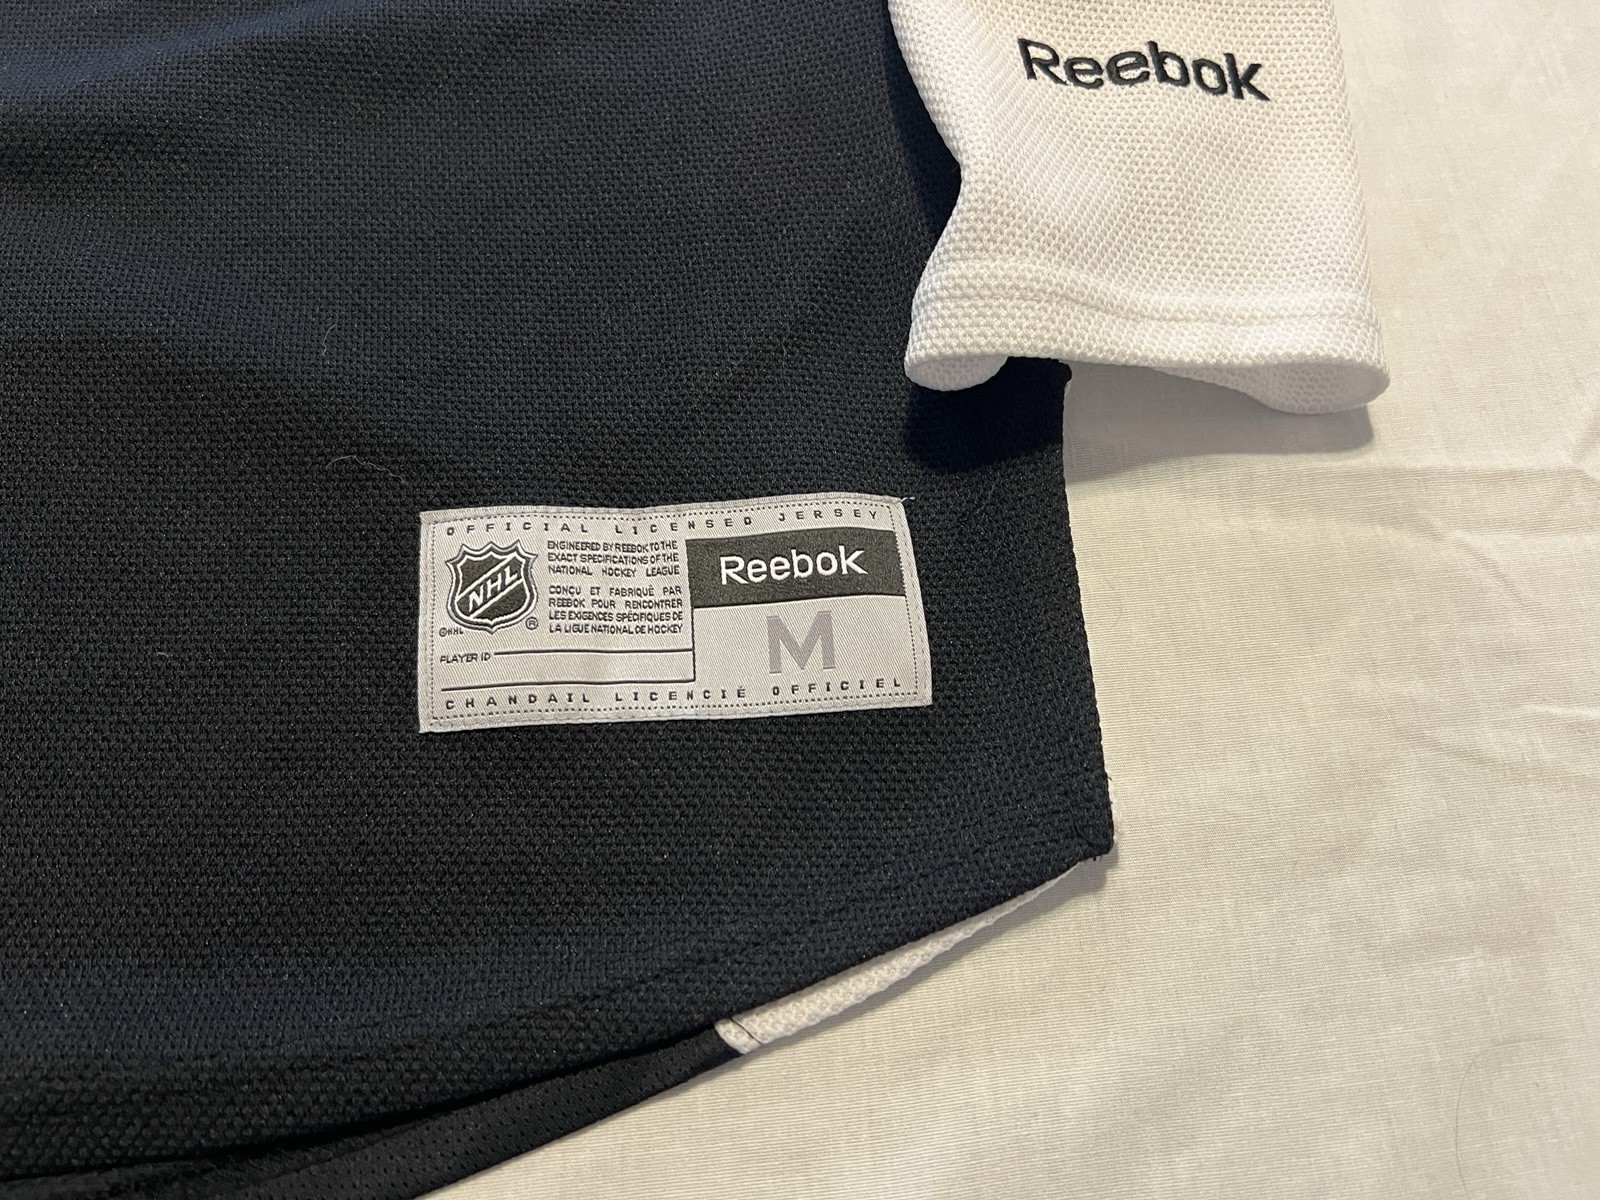 Reebok
OFFICIAL LICENSED JERSEY
NHL
®
©NHL
ENGINEERED BY REEBOK TO THE
EXACT SPECIFICATIONS OF THE
NATIONAL HOCKEY LEAGUE
CONÇU ET FABRIQUÉ PAR
REEBOK POUR RENCONTRER
LES EXIGENCES SPÉCIFIQUES DE
LA LIGUE NATIONAL DE HOCKEY
Reebok
M
PLAYER ID
CHANDAIL LICENCIÉ OFFICIEL